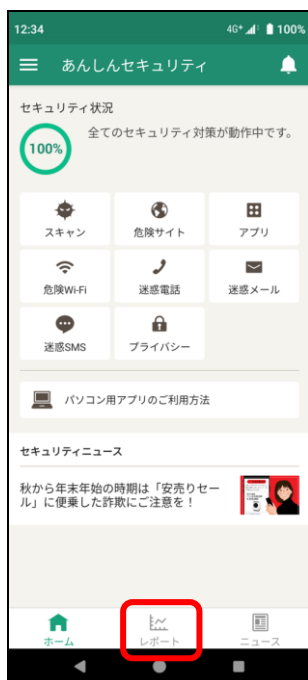 12:34
4G+ 100%
あんしんセキュリティ
セキュリティ状況
100%
全てのセキュリティ対策が動作中です。
スキャン
危険サイト
アプリ
危険Wi-Fi
迷惑電話
迷惑メール
迷惑SMS
プライバシー
パソコン用アプリのご利用方法
セキュリティニュース
秋から年末年始の時期は「安売りセー
ル」に便乗した詐欺にご注意を！
ホーム
レポート
ニュース